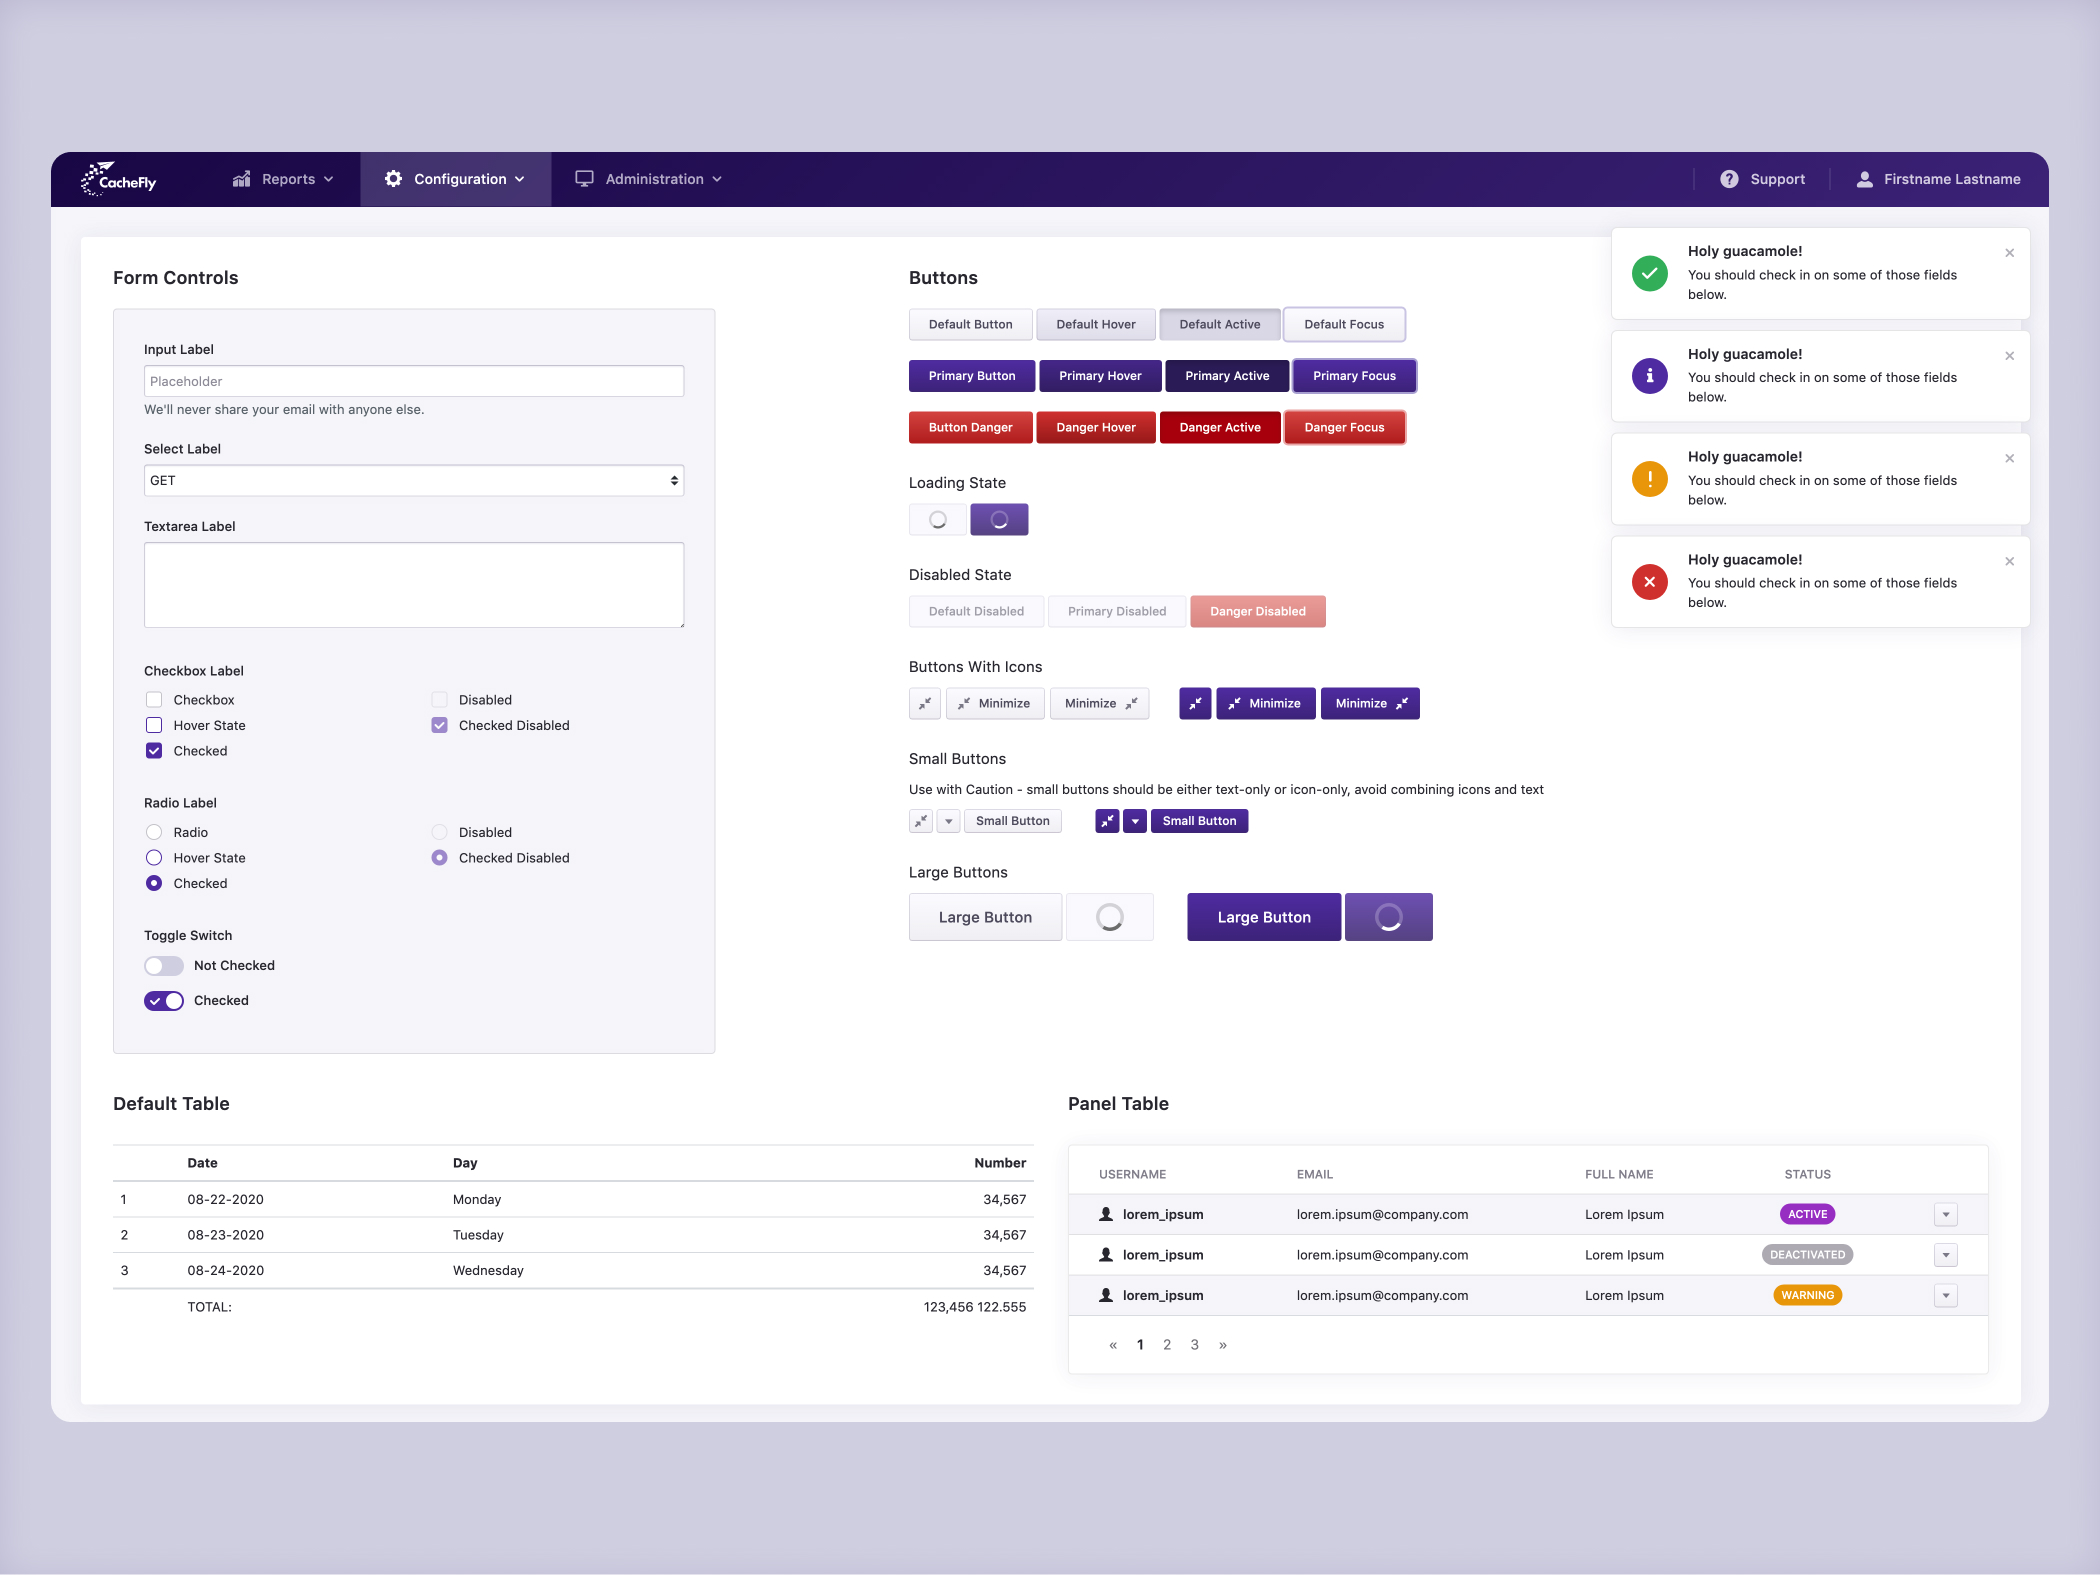 CacheFly
Reports
Configuration
Administration
Support
Firstname Lastname
Form Controls
Input Label
Placeholder
We'll never share your email with anyone else.
Select Label
GET
Textarea Label
Checkbox Label
Checkbox
Disabled
Hover State
Checked Disabled
Checked
Radio Label
Radio
Disabled
Hover State
Checked Disabled
Checked
Toggle Switch
Not Checked
Checked
Buttons
Default Button
Default Hover
Default Active
Default Focus
Primary Button
Primary Hover
Primary Active
Primary Focus
Button Danger
Danger Hover
Danger Active
Danger Focus
Loading State
Disabled State
Default Disabled
Primary Disabled
Danger Disabled
Buttons With Icons
Minimize
Minimize
Minimize
Minimize
Small Buttons
Use with Caution - small buttons should be either text-only or icon-only, avoid combining icons and text
Small Button
Small Button
Large Buttons
Large Button
Large Button
Holy guacamole!
You should check in on some of those fields
below.
Holy guacamole!
You should check in on some of those fields
below.
Holy guacamole!
You should check in on some of those fields
below.
Holy guacamole!
You should check in on some of those fields
below.
Default Table
Date Day Number
1 08-22-2020 Monday 34,567
2 08-23-2020 Tuesday 34,567
3 08-24-2020 Wednesday 34,567
TOTAL: 123,456 122.555
Panel Table
USERNAME EMAIL FULL NAME STATUS
lorem_ipsum lorem.ipsum@company.com Lorem Ipsum ACTIVE
lorem_ipsum lorem.ipsum@company.com Lorem Ipsum DEACTIVATED
lorem_ipsum lorem.ipsum@company.com Lorem Ipsum WARNING
« 1 2 3 »